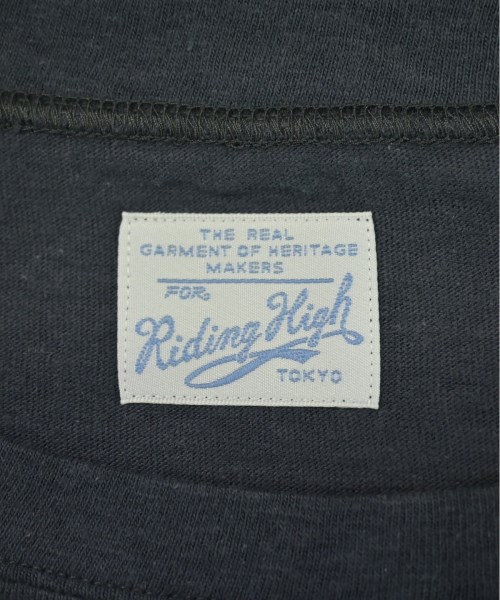 THE REAL
GARMENT OF HERITAGE
MAKERS
FOR
Riding High
TOKYO